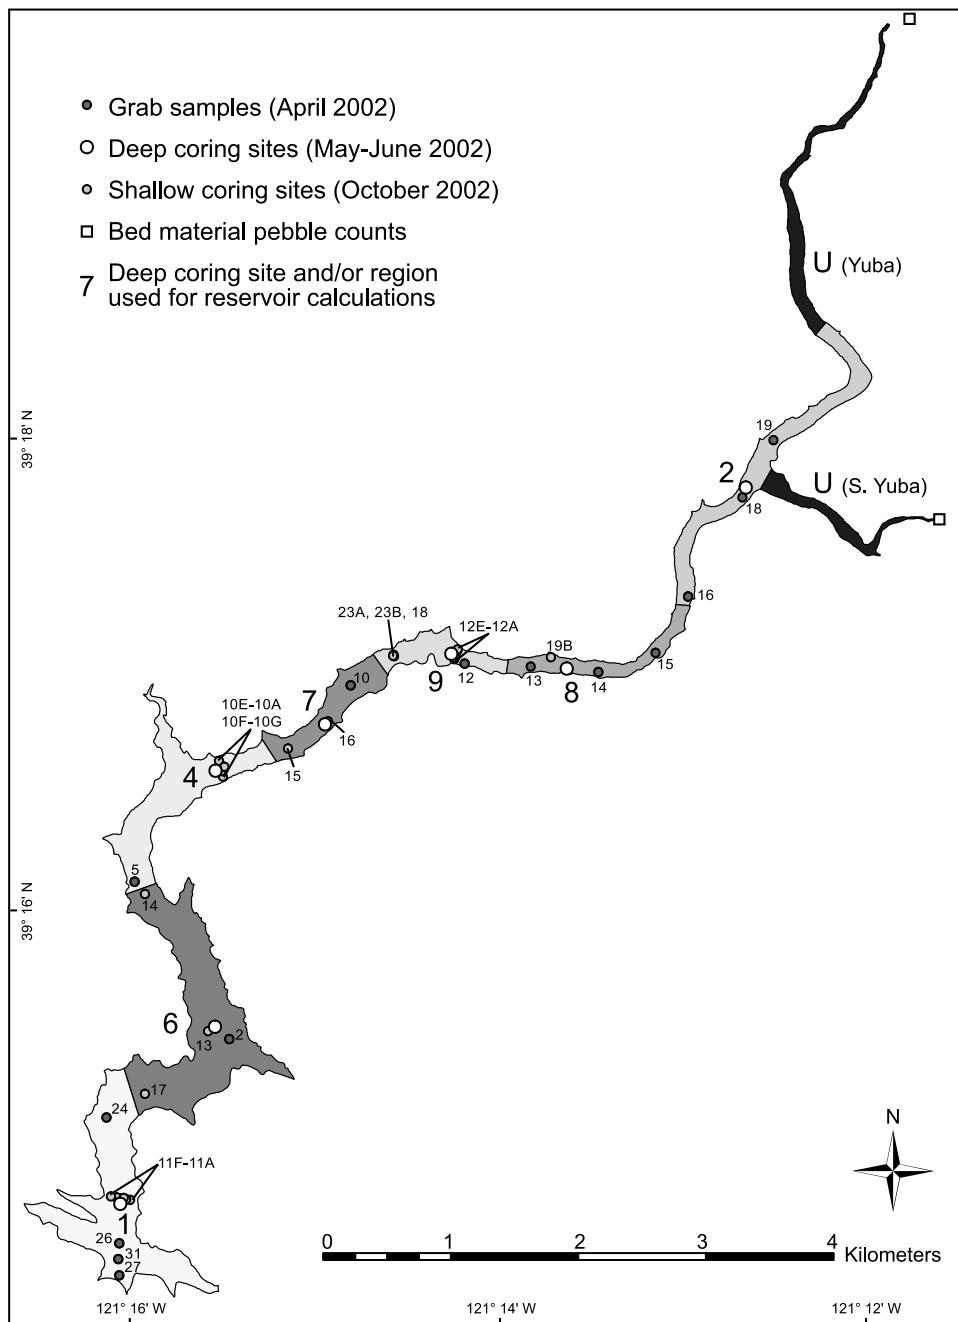 Grab samples (April 2002)
Deep coring sites (May-June 2002)
Shallow coring sites (October 2002)
Bed material pebble counts
7 Deep coring site and/or region
used for reservoir calculations
U (Yuba)
39° 18' N
19
2
18
U (S. Yuba)
16
23A, 23B, 18
12E-12A
19B
15
9
12
13
8
14
10
7
16
10E-10A
10F-10G
15
4
5
14
39° 16' N
6
13
2
17
24
11F-11A
1
26
31
27
N
0 1 2 3 4
Kilometers
121° 16' W
121° 14' W
121° 12' W